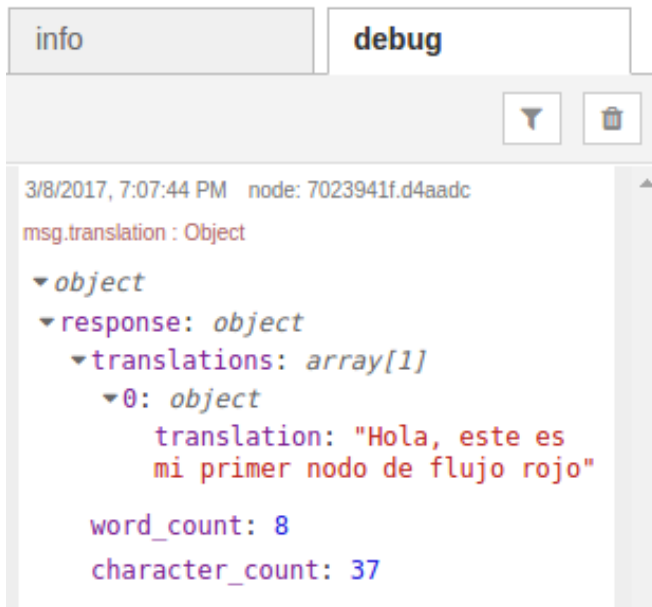 info debug
3/8/2017, 7:07:44 PM node: 7023941f.d4aadc
msg.translation : Object
object
response: object
translations: array[1]
0: object
translation: "Hola, este es
mi primer nodo de flujo rojo"
word_count: 8
character_count: 37